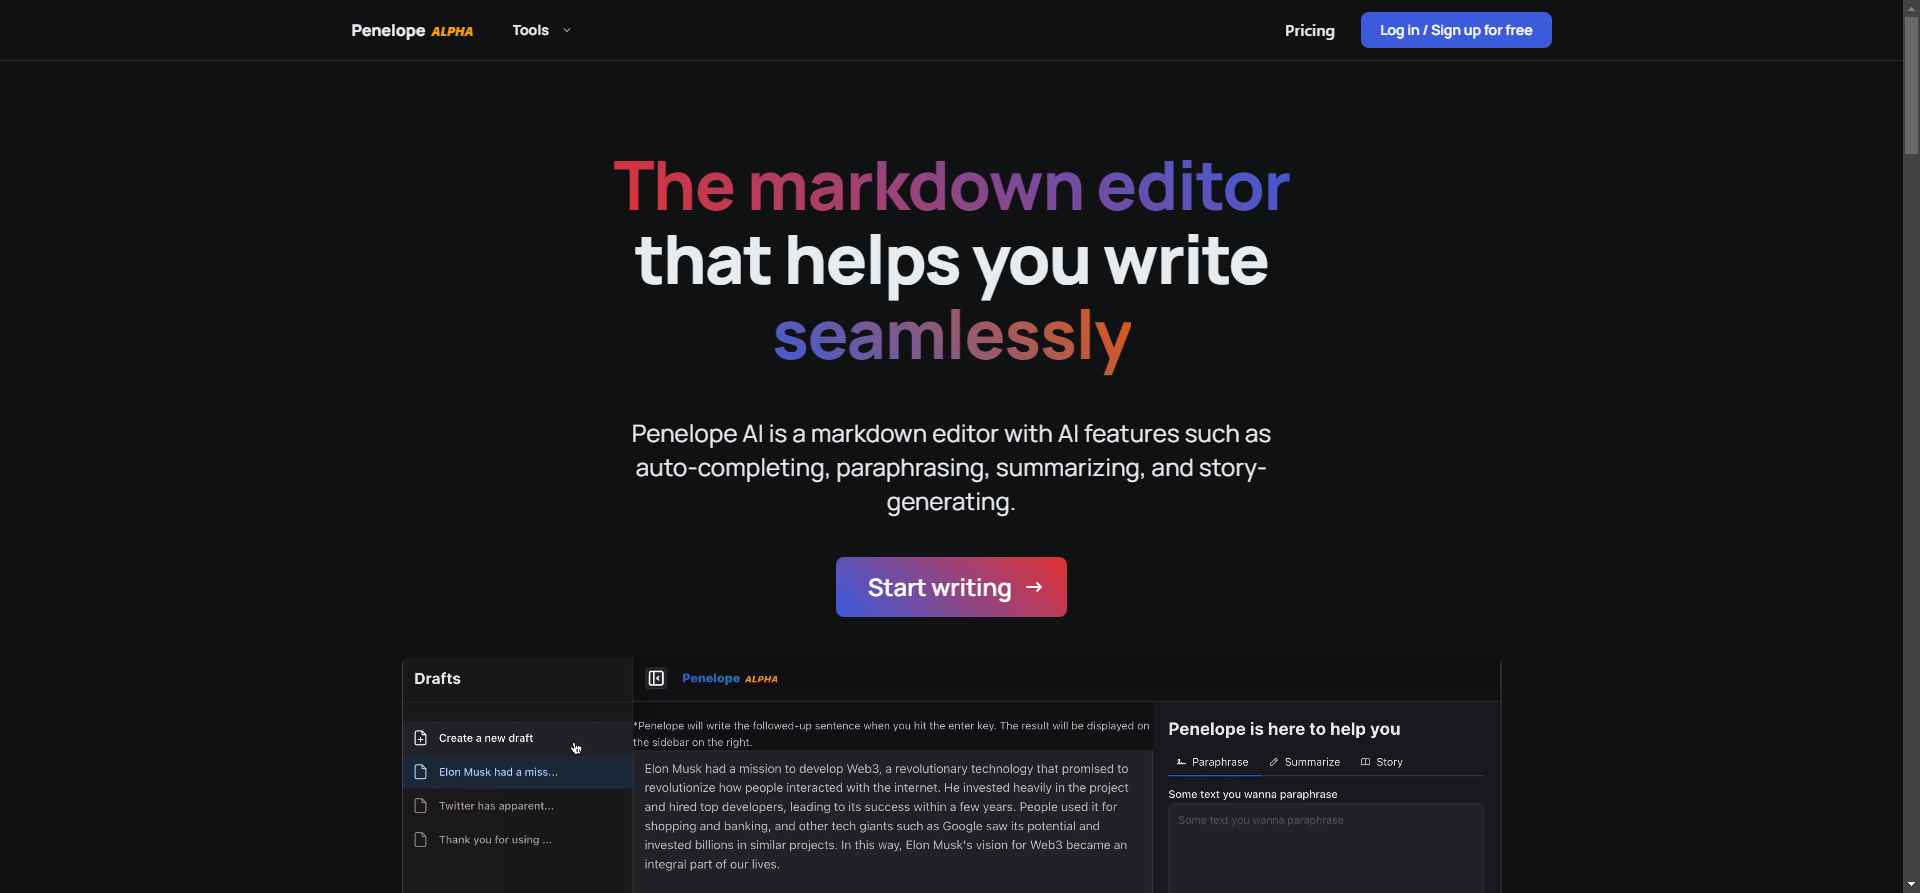 Penelope ALPHA
Tools
Pricing
Log in / Sign up for free
The markdown editor
that helps you write
seamlessly
Penelope AI is a markdown editor with AI features such as
auto-completing, paraphrasing, summarizing, and story-
generating.
Start writing →
Drafts
Create a new draft
Elon Musk had a miss...
Twitter has apparent...
Thank you for using ...
Penelope ALPHA
*Penelope will write the followed-up sentence when you hit the enter key. The result will be displayed on
the sidebar on the right.
Elon Musk had a mission to develop Web3, a revolutionary technology that promised to
revolutionize how people interacted with the internet. He invested heavily in the project
and hired top developers, leading to its success within a few years. People used it for
shopping and banking, and other tech giants such as Google saw its potential and
invested billions in similar projects. In this way, Elon Musk's vision for Web3 became an
integral part of our lives.
Penelope is here to help you
Paraphrase
Summarize
Story
Some text you wanna paraphrase
Some text you wanna paraphrase